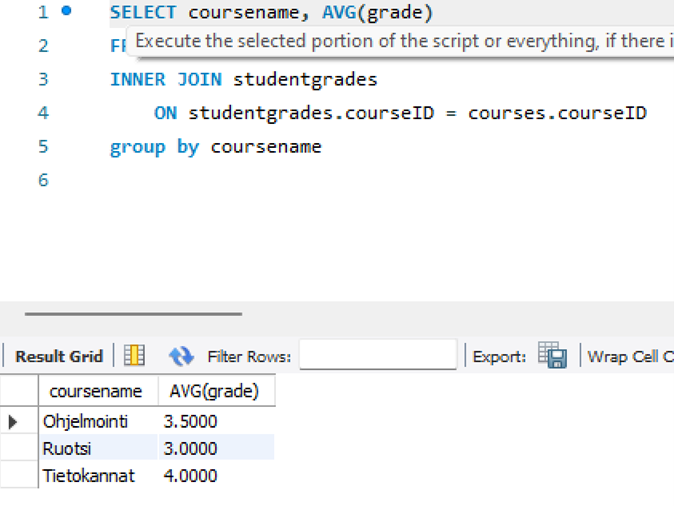 1 SELECT coursename, AVG(grade)
Execute the selected portion of the script or everything, if there i
2
3 INNER JOIN studentgrades
4 ON studentgrades.courseID = courses.courseID
5 group by coursename
6
Result Grid Filter Rows: Export: Wrap Cell C
coursename AVG(grade)
Ohjelmointi 3.5000
Ruotsi 3.0000
Tietokannat 4.0000